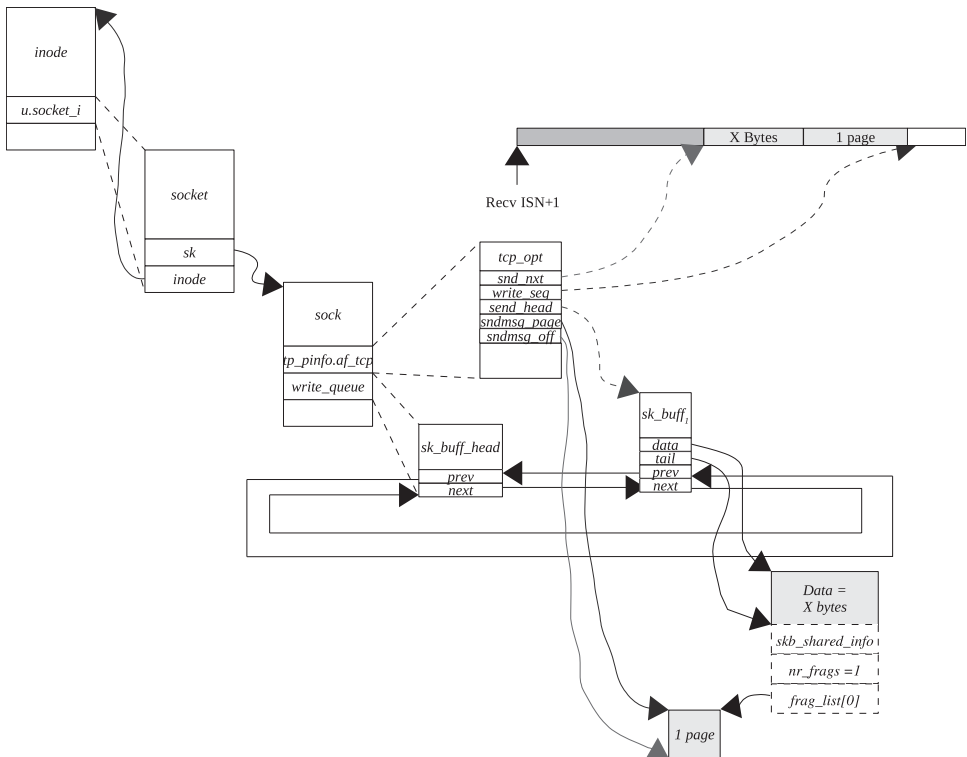 inode
u.socket_i
X Bytes
1 page
socket
Recv ISN+1
sk
inode
tcp_opt
snd_nxt
write_seq
send_head
sndmsg_page
sndmsg_off
sock
tp_pinfo.af_tcp
write_queue
sk_buff1
data
tail
prev
next
sk_buff_head
prev
next
Data =
X bytes
skb_shared_info
nr_frags =1
frag_list[0]
1 page